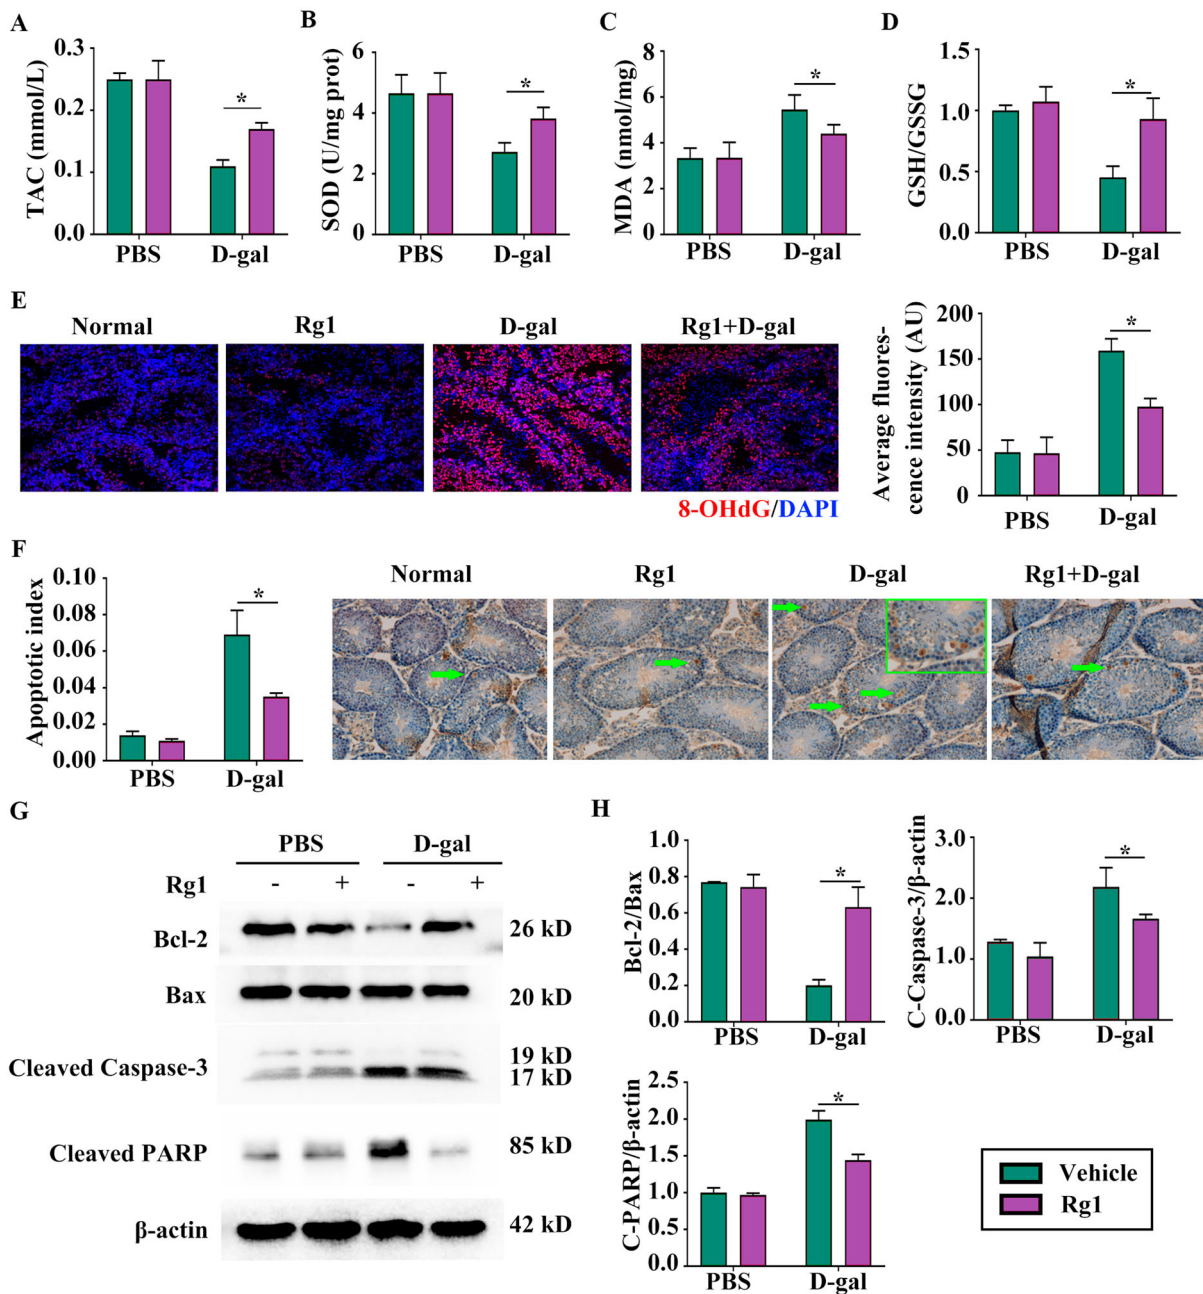 A
TAC (mmol/L)
0.3
0.2
0.1
0.0
PBS
D-gal
*
B
SOD (U/mg prot)
6
4
2
0
PBS
D-gal
*
C
MDA (nmol/mg)
8
6
4
2
0
PBS
D-gal
*
D
GSH/GSSG
1.5
1.0
0.5
0.0
PBS
D-gal
*
E
Normal
Rg1
D-gal
Rg1+D-gal
8-OHdG/DAPI
Average fluores-
cence intensity (AU)
200
150
100
50
0
PBS
D-gal
*
F
Apoptotic index
0.10
0.08
0.06
0.04
0.02
0.00
PBS
D-gal
*
Normal
Rg1
D-gal
Rg1+D-gal
G
PBS
D-gal
Rg1
- + - +
Bcl-2
26 kD
Bax
20 kD
Cleaved Caspase-3
19 kD
17 kD
Cleaved PARP
85 kD
β-actin
42 kD
H
Bcl-2/Bax
1.0
0.8
0.6
0.4
0.2
0.0
PBS
D-gal
*
C-Caspase-3/β-actin
3.0
2.0
1.0
0.0
PBS
D-gal
*
C-PARP/β-actin
2.5
2.0
1.5
1.0
0.5
0.0
PBS
D-gal
*
Vehicle
Rg1